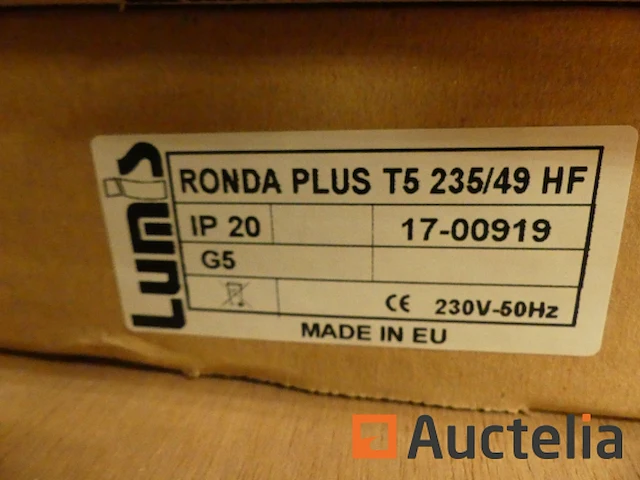 LUMIS
RONDA PLUS T5 235/49 HF
IP 20 17-00919
G5
CE 230V-50Hz
MADE IN EU
Auctelia